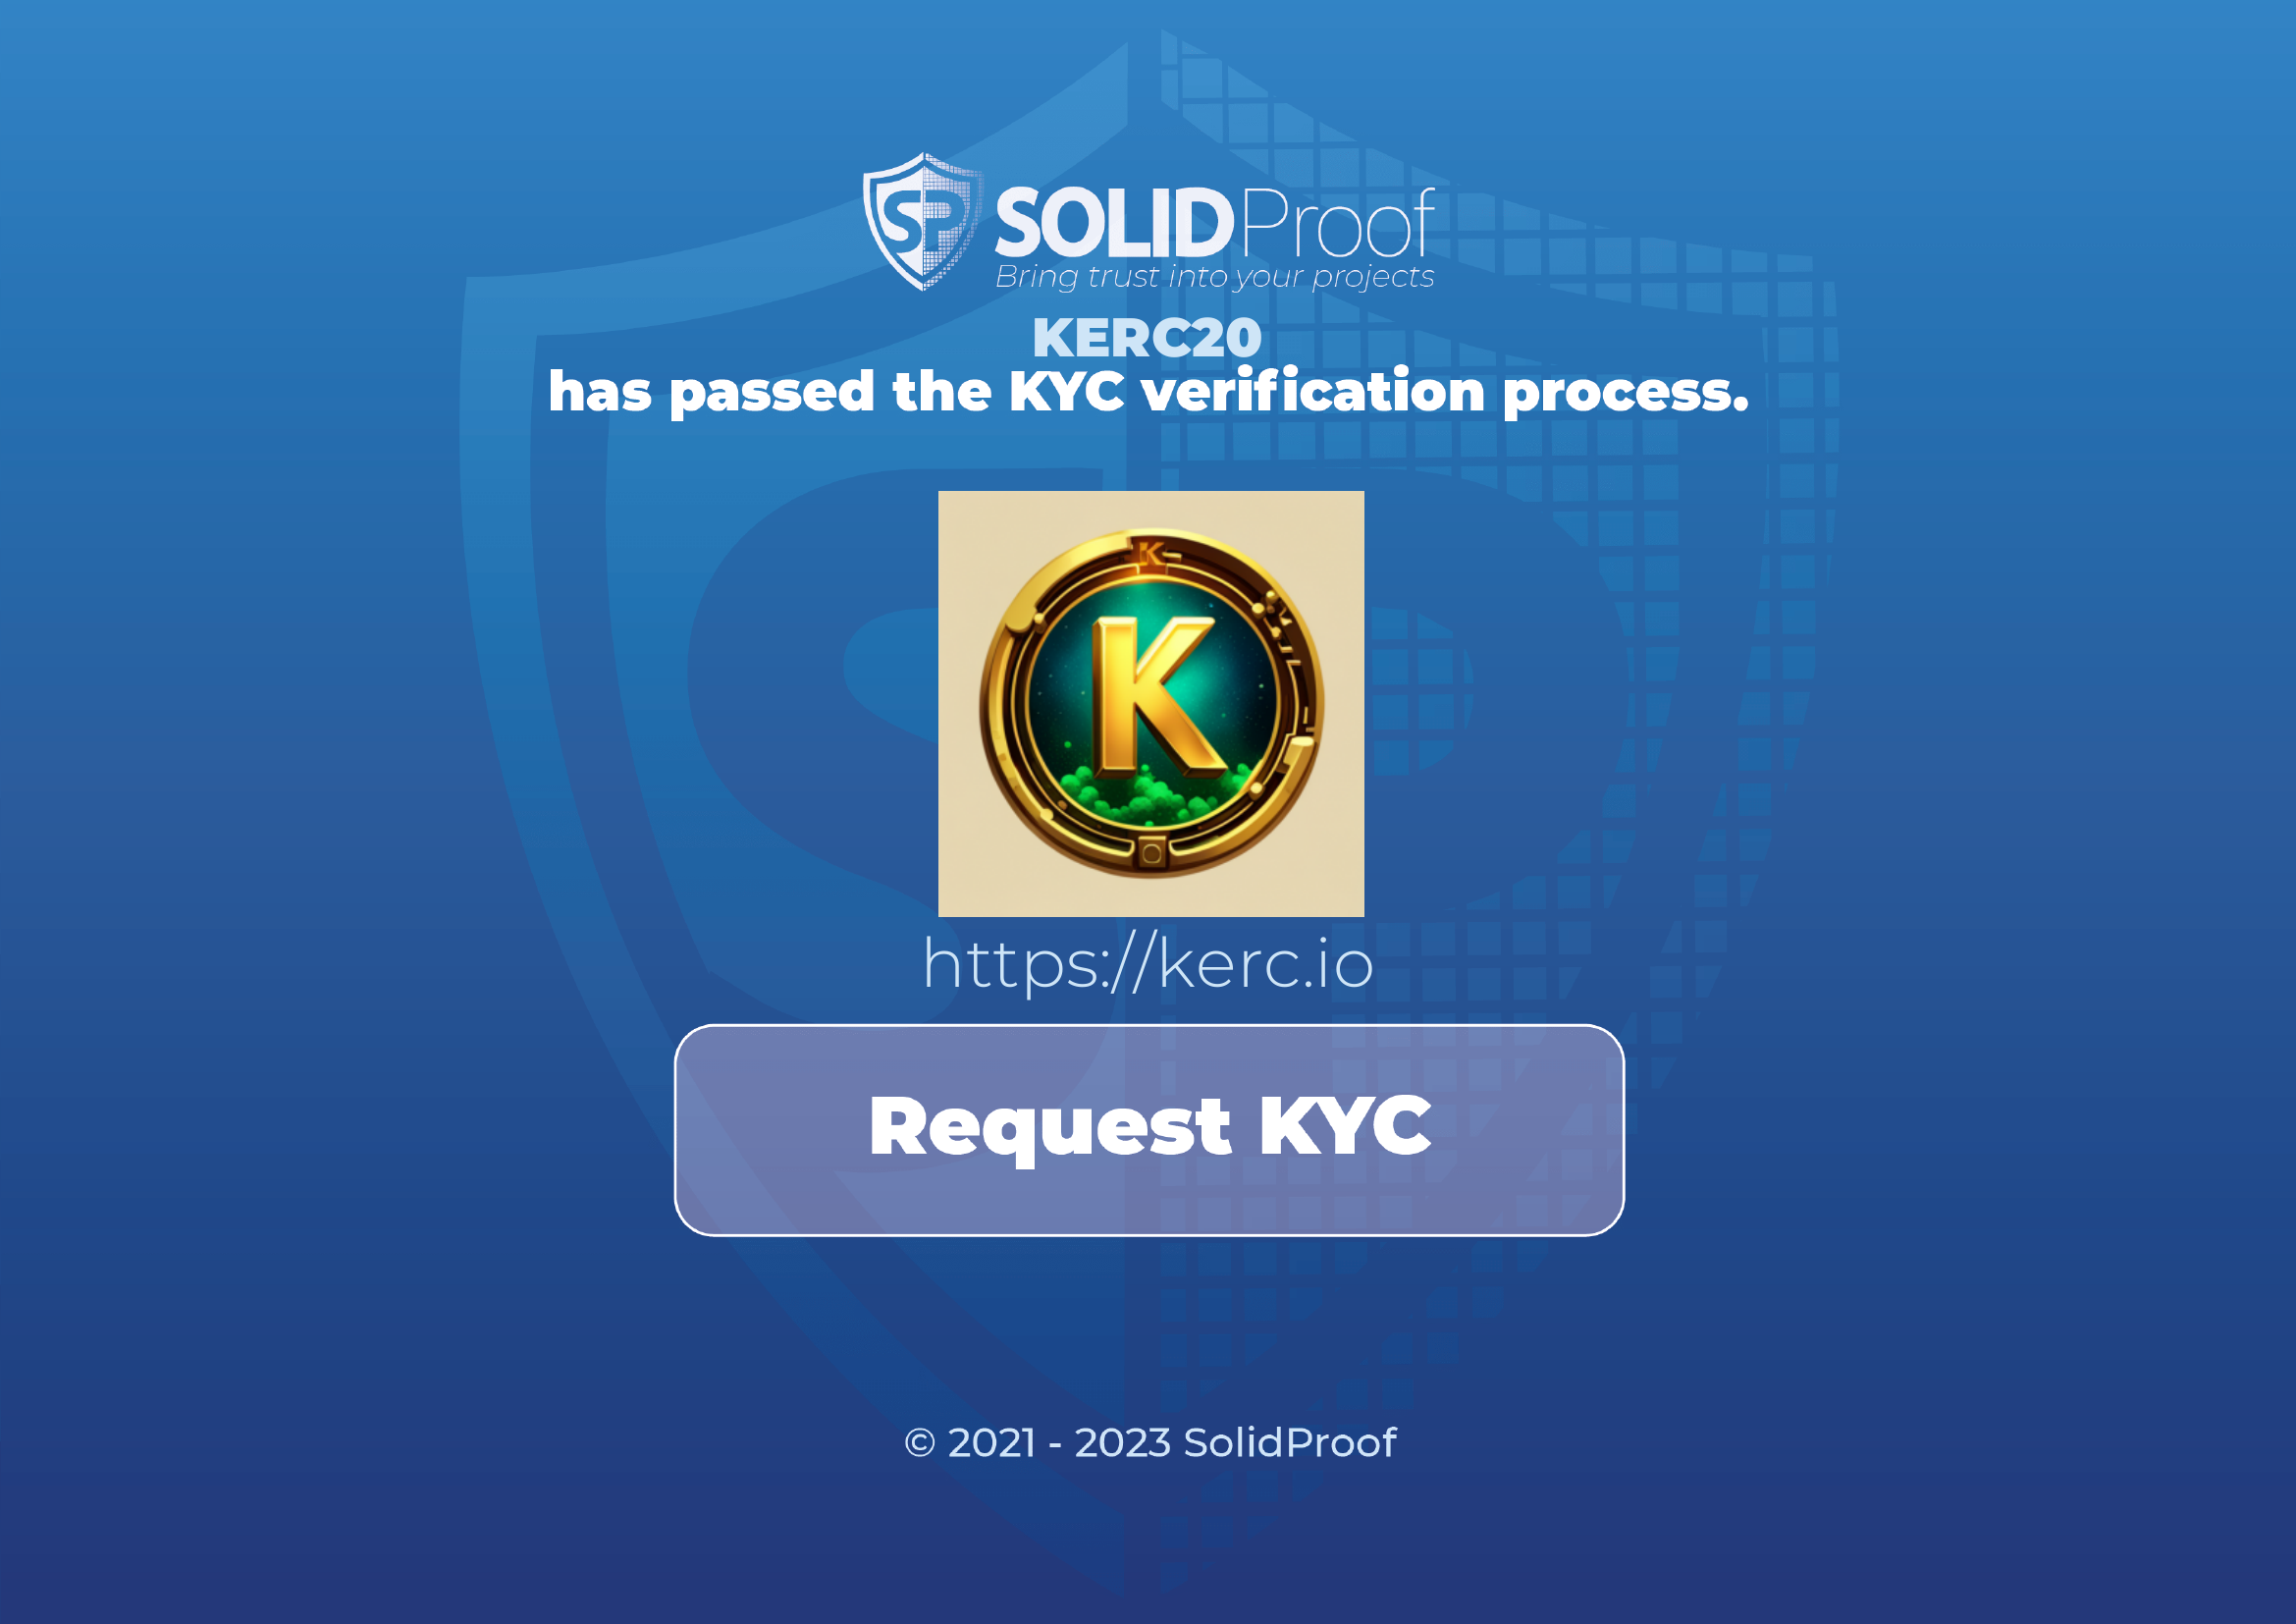 SP
SOLIDProof
Bring trust into your projects
KERC20
has passed the KYC verification process.
K
K
https://kerc.io
Request KYC
© 2021 - 2023 SolidProof